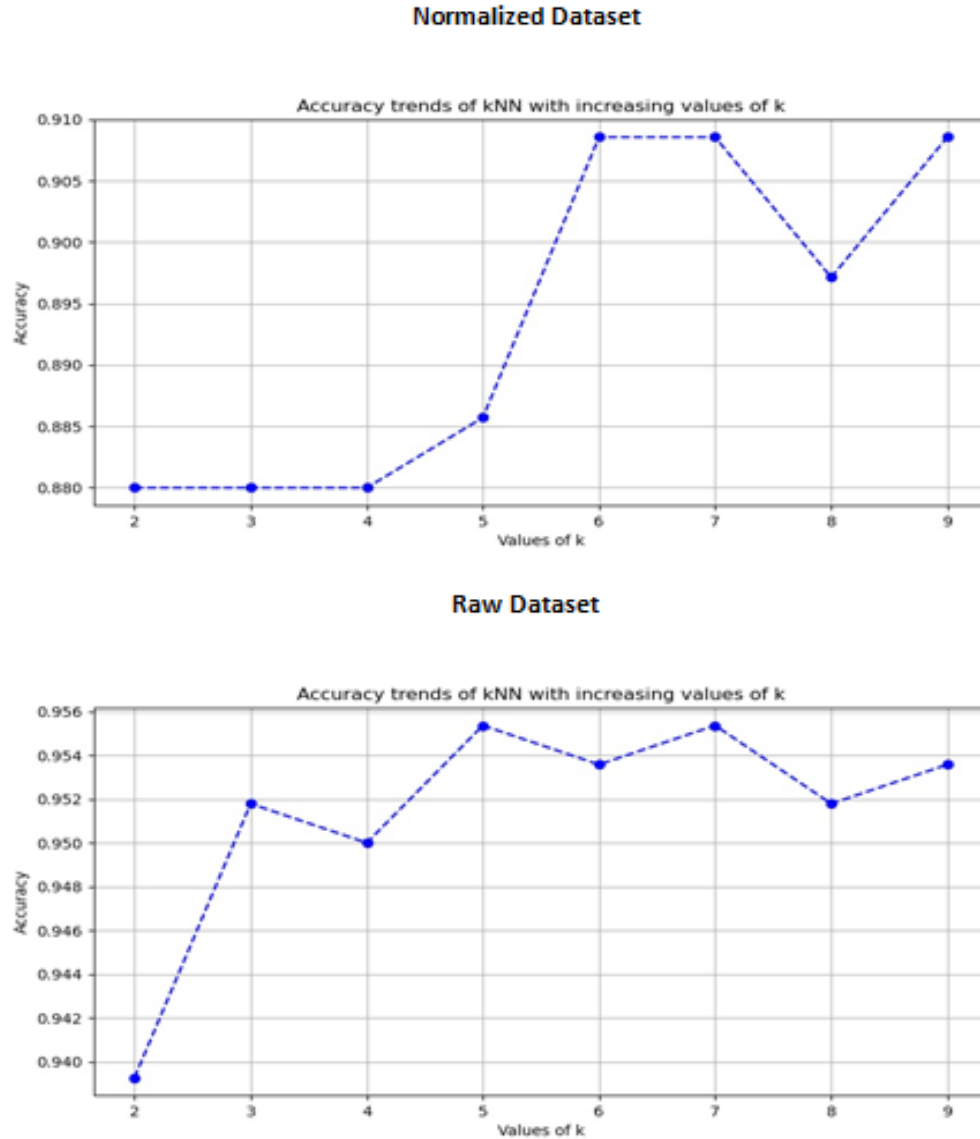 Normalized Dataset
Accuracy trends of kNN with increasing values of k
0.910
0.905
0.900
0.895
0.890
0.885
0.880
Accuracy
2 3 4 5 6 7 8 9
Values of k
Raw Dataset
Accuracy trends of kNN with increasing values of k
0.956
0.954
0.952
0.950
0.948
0.946
0.944
0.942
0.940
Accuracy
2 3 4 5 6 7 8 9
Values of k